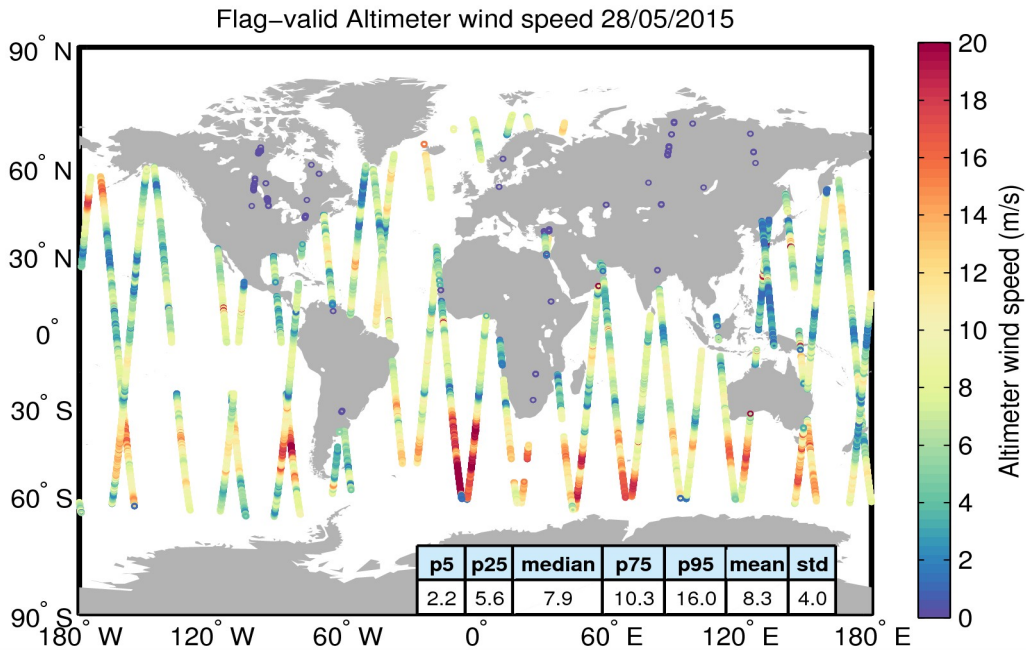 Flag−valid Altimeter wind speed 28/05/2015
90° N
60° N
30° N
0°
30° S
60° S
90° S
180° W
120° W
60° W
0°
60° E
120° E
180° E
p5 p25 median p75 p95 mean std
2.2 5.6 7.9 10.3 16.0 8.3 4.0
20
18
16
14
12
10
8
6
4
2
0
Altimeter wind speed (m/s)